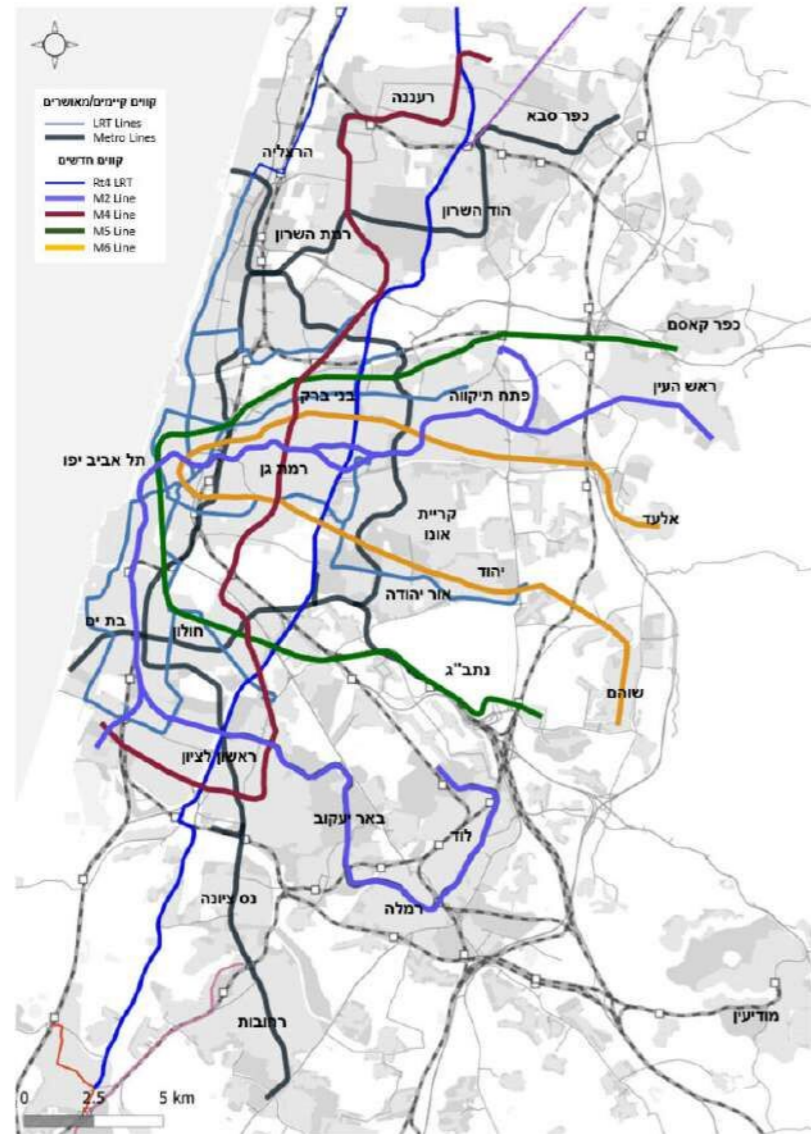 קווים קיימים/מאושרים
LRT Lines
Metro Lines
קווים חדשים
Rt4 LRT
M2 Line
M4 Line
M5 Line
M6 Line
רעננה
כפר סבא
הרצליה
הוד השרון
רמת השרון
כפר קאסם
ראש העין
בני ברק
פתח תיקווה
תל אביב יפו
רמת גן
אלעד
קריית
אונו
יהוד
אור יהודה
בת ים
חולון
נתב"ג
שוהם
ראשון לציון
באר יעקוב
לוד
רמלה
נס ציונה
מודיעין
רחובות
0 2.5 5 km